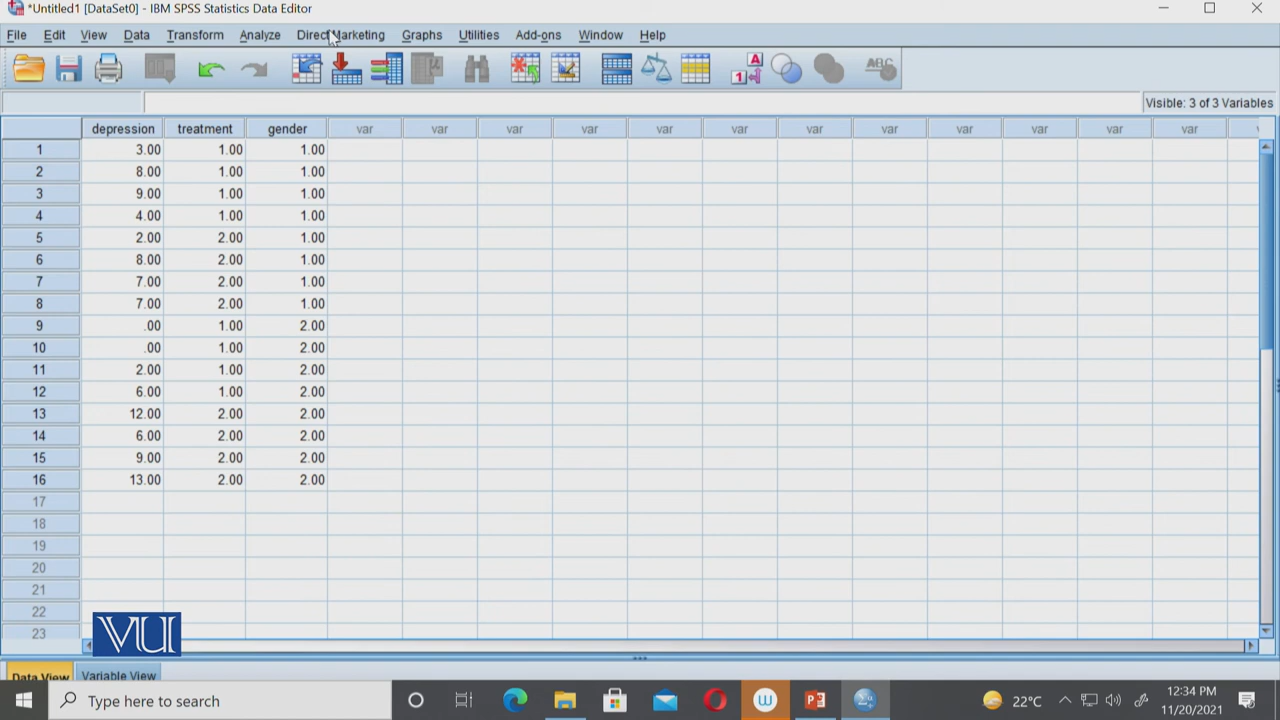 *Untitled1 [DataSet0] - IBM SPSS Statistics Data Editor
File Edit View Data Transform Analyze Direct Marketing Graphs Utilities Add-ons Window Help
Visible: 3 of 3 Variables
depression treatment gender var var var var var var var var var var var var
1 3.00 1.00 1.00
2 8.00 1.00 1.00
3 9.00 1.00 1.00
4 4.00 1.00 1.00
5 2.00 2.00 1.00
6 8.00 2.00 1.00
7 7.00 2.00 1.00
8 7.00 2.00 1.00
9 .00 1.00 2.00
10 .00 1.00 2.00
11 2.00 1.00 2.00
12 6.00 1.00 2.00
13 12.00 2.00 2.00
14 6.00 2.00 2.00
15 9.00 2.00 2.00
16 13.00 2.00 2.00
17
18
19
20
21
22
23
VU
Data View Variable View
Type here to search
22°C
12:34 PM
11/20/2021